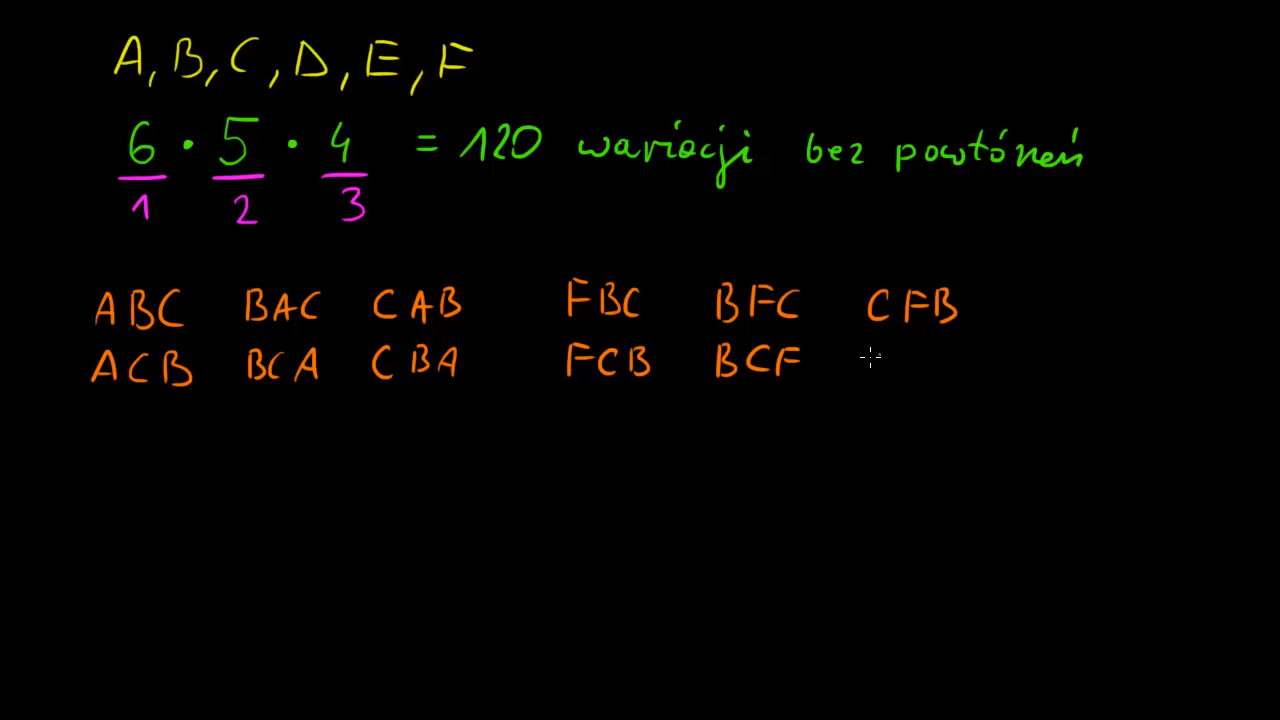 A, B, C, D, E, F
6 · 5 · 4 = 120 wariacji bez powtórzeń
1 2 3
ABC BAC CAB FBC BFC CFB
ACB BCA CBA FCB BCF